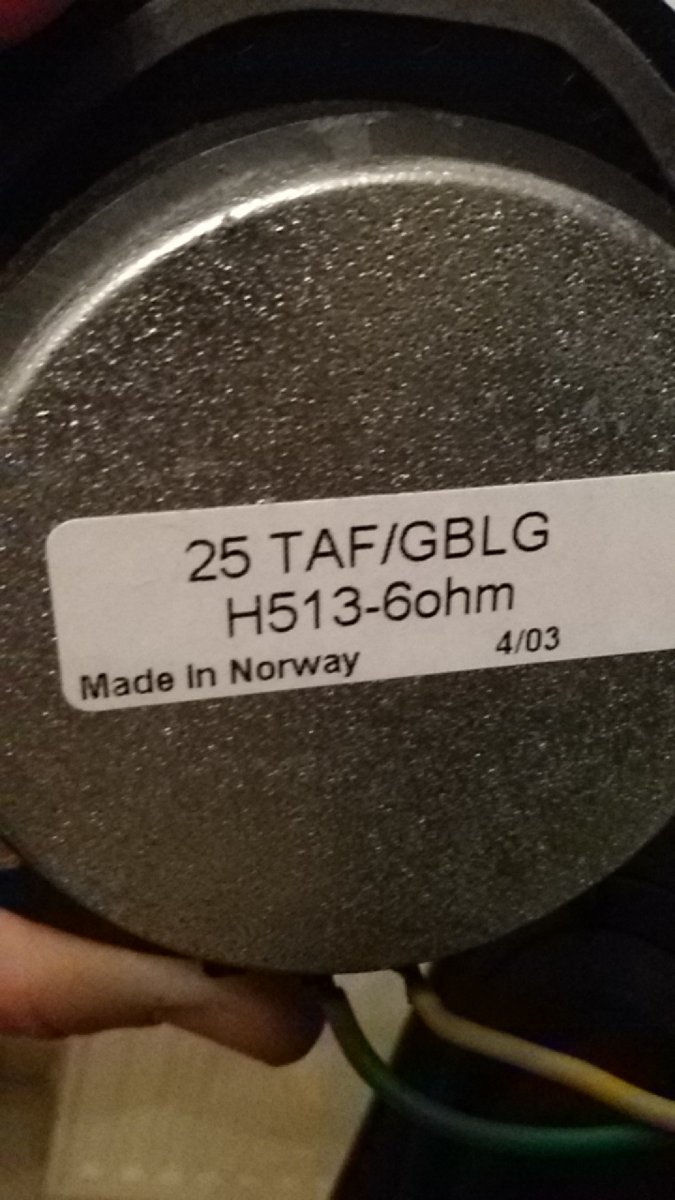 25 TAF/GBLG
H513-6ohm
Made In Norway 4/03